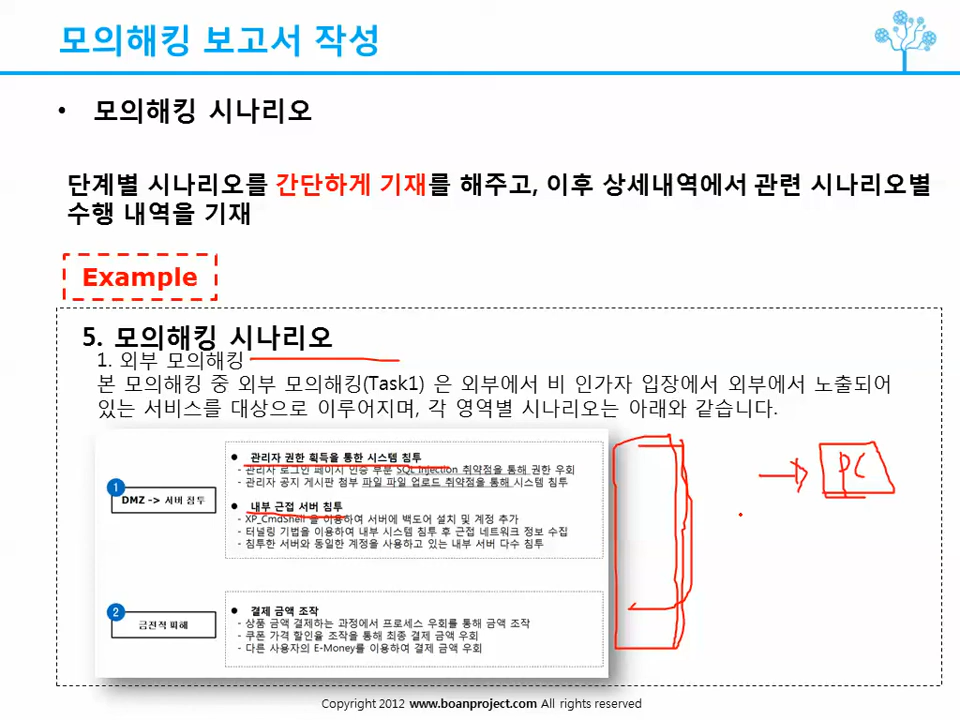 모의해킹 보고서 작성
• 모의해킹 시나리오
단계별 시나리오를 간단하게 기재를 해주고, 이후 상세내역에서 관련 시나리오별
수행 내역을 기재
Example
5. 모의해킹 시나리오
1. 외부 모의해킹
본 모의해킹 중 외부 모의해킹(Task1) 은 외부에서 비 인가자 입장에서 외부에서 노출되어
있는 서비스를 대상으로 이루어지며, 각 영역별 시나리오는 아래와 같습니다.
1
DMZ -> 서버 침투
● 관리자 권한 획득을 통한 시스템 침투
- 관리자 로그인 페이지 인증 부분 SQL Injection 취약점을 통해 권한 우회
- 관리자 공지 게시판 첨부 파일 파일 업로드 취약점을 통해 시스템 침투
● 내부 근접 서버 침투
- XP_CmdShell 을 이용하여 서버에 백도어 설치 및 계정 추가
- 터널링 기법을 이용하여 내부 시스템 침투 후 근접 네트워크 정보 수집
- 침투한 서버와 동일한 계정을 사용하고 있는 내부 서버 다수 침투
PC
2
금전적 피해
● 결제 금액 조작
- 상품 금액 결제하는 과정에서 프로세스 우회를 통해 금액 조작
- 쿠폰 가격 할인율 조작을 통해 최종 결제 금액 우회
- 다른 사용자의 E-Money를 이용하여 결제 금액 우회
Copyright 2012 www.boanproject.com All rights reserved